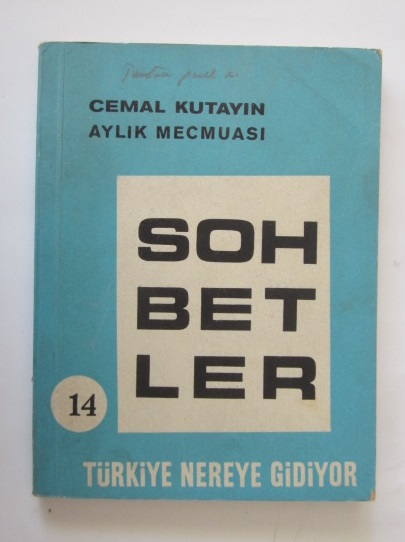 CEMAL KUTAYIN
AYLIK MECMUASI
SOH
BET
LER
14
TÜRKİYE NEREYE GİDİYOR